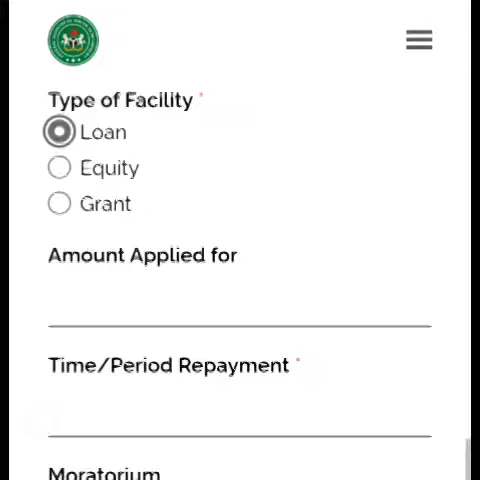 Type of Facility *
Loan
Equity
Grant
Amount Applied for
Time/Period Repayment *
Moratorium